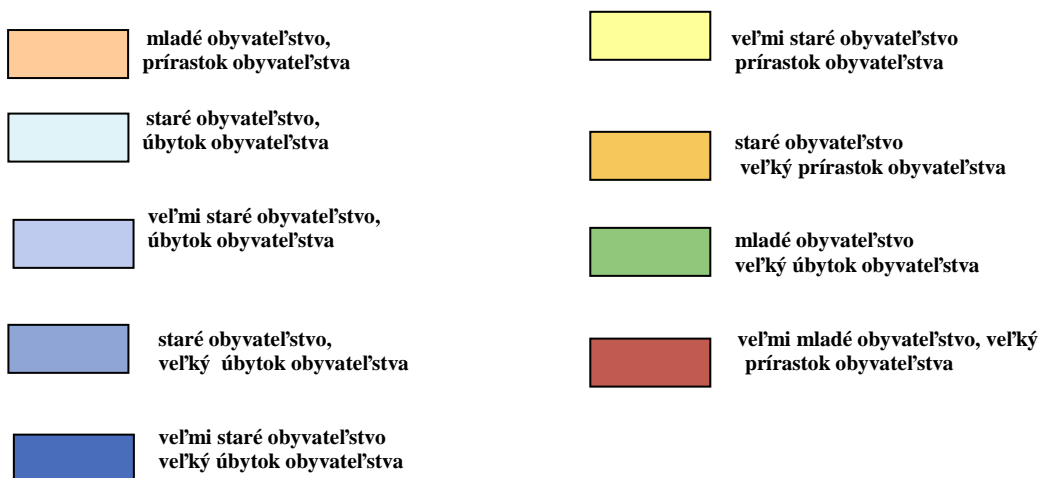 mladé obyvateľstvo,
prírastok obyvateľstva
staré obyvateľstvo,
úbytok obyvateľstva
veľmi staré obyvateľstvo,
úbytok obyvateľstva
staré obyvateľstvo,
veľký úbytok obyvateľstva
veľmi staré obyvateľstvo
veľký úbytok obyvateľstva
veľmi staré obyvateľstvo
prírastok obyvateľstva
staré obyvateľstvo
veľký prírastok obyvateľstva
mladé obyvateľstvo
veľký úbytok obyvateľstva
veľmi mladé obyvateľstvo, veľký
prírastok obyvateľstva